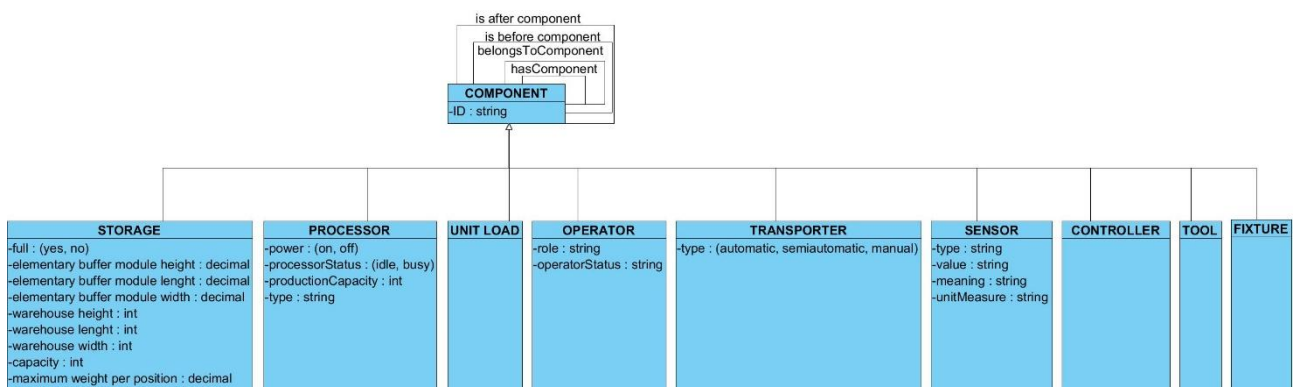 is after component
is before component
belongsToComponent
hasComponent
COMPONENT
-ID : string
STORAGE
-full : (yes, no)
-elementary buffer module height : decimal
-elementary buffer module lenght : decimal
-elementary buffer module width : decimal
-warehouse height : int
-warehouse lenght : int
-warehouse width : int
-capacity : int
-maximum weight per position : decimal
PROCESSOR
-power : (on, off)
-processorStatus : (idle, busy)
-productionCapacity : int
-type : string
UNIT LOAD
OPERATOR
-role : string
-operatorStatus : string
TRANSPORTER
-type : (automatic, semiautomatic, manual)
SENSOR
-type : string
-value : string
-meaning : string
-unitMeasure : string
CONTROLLER
TOOL
FIXTURE